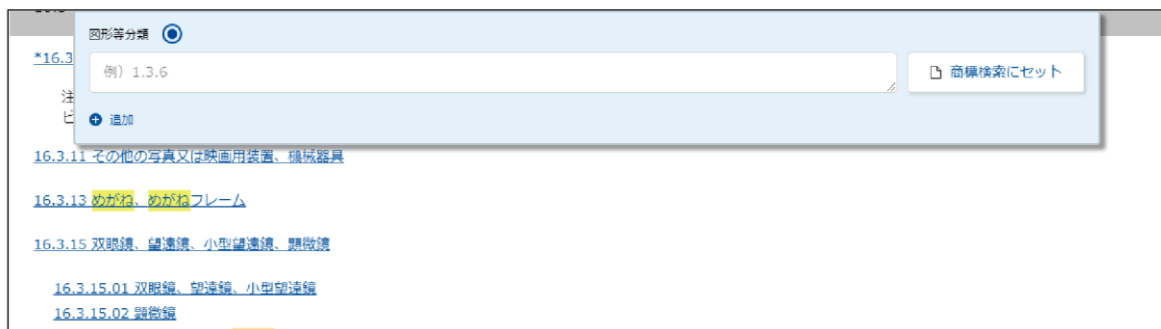 図形等分類
*16.3
例）1.3.6
商標検索にセット
注
ビ
追加
16.3.11 その他の写真又は映画用装置、機械器具
16.3.13 めがね、めがねフレーム
16.3.15 双眼鏡、望遠鏡、小型望遠鏡、顕微鏡
16.3.15.01 双眼鏡、望遠鏡、小型望遠鏡
16.3.15.02 顕微鏡